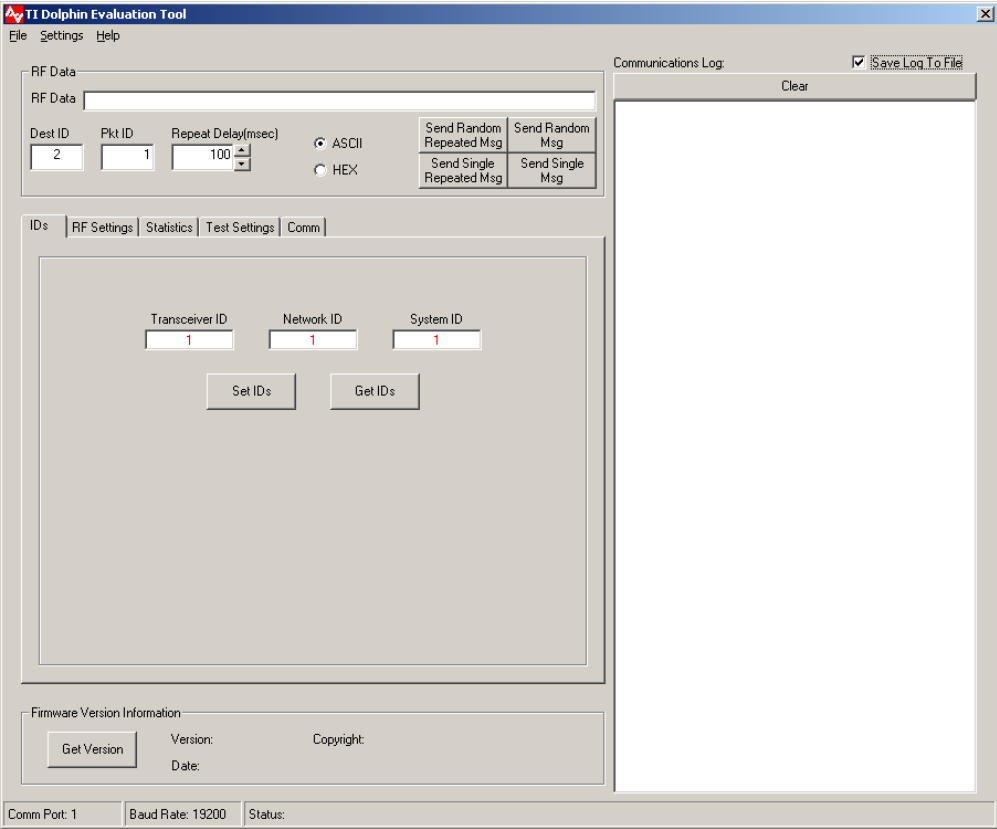 TI Dolphin Evaluation Tool
File Settings Help
RF Data
RF Data
Dest ID Pkt ID Repeat Delay(msec)
2 1 100
ASCII
HEX
Send Random Repeated Msg
Send Random Msg
Send Single Repeated Msg
Send Single Msg
Communications Log: Save Log To File
Clear
IDs RF Settings Statistics Test Settings Comm
Transceiver ID Network ID System ID
1 1 1
Set IDs Get IDs
Firmware Version Information
Get Version Version: Copyright:
Date:
Comm Port: 1 Baud Rate: 19200 Status: